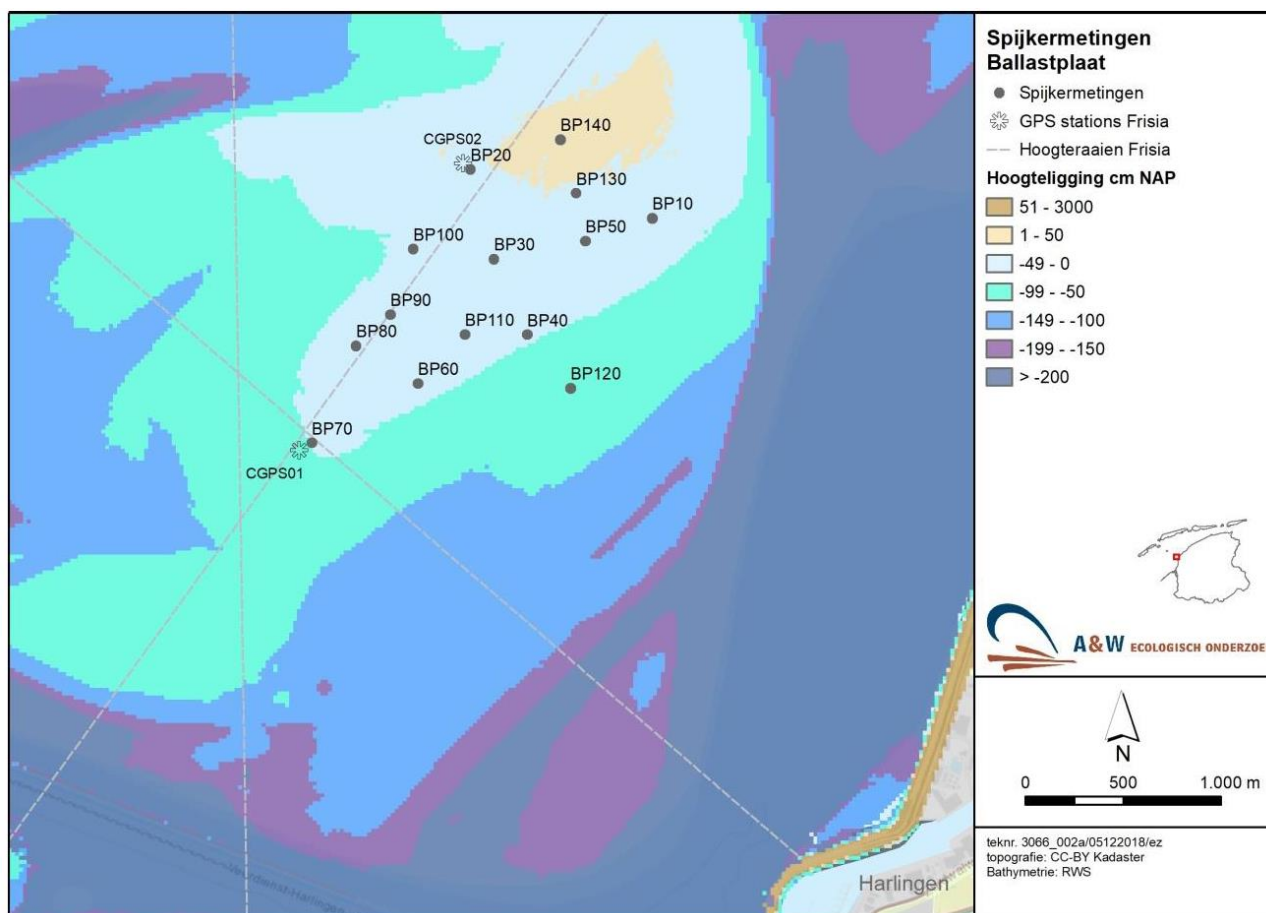 CGPS02
BP140
BP20
BP130
BP10
BP50
BP100
BP30
BP90
BP110
BP40
BP80
BP60
BP120
BP70
CGPS01
Harlingen
Spijkermetingen
Ballastplaat
Spijkermetingen
GPS stations Frisia
Hoogteraaien Frisia
Hoogteligging cm NAP
51 - 3000
1 - 50
-49 - 0
-99 - -50
-149 - -100
-199 - -150
> -200
A&W ECOLOGISCH ONDERZOE
N
0 500 1.000 m
teknr. 3066_002a/05122018/ez
topografie: CC-BY Kadaster
Bathymetrie: RWS